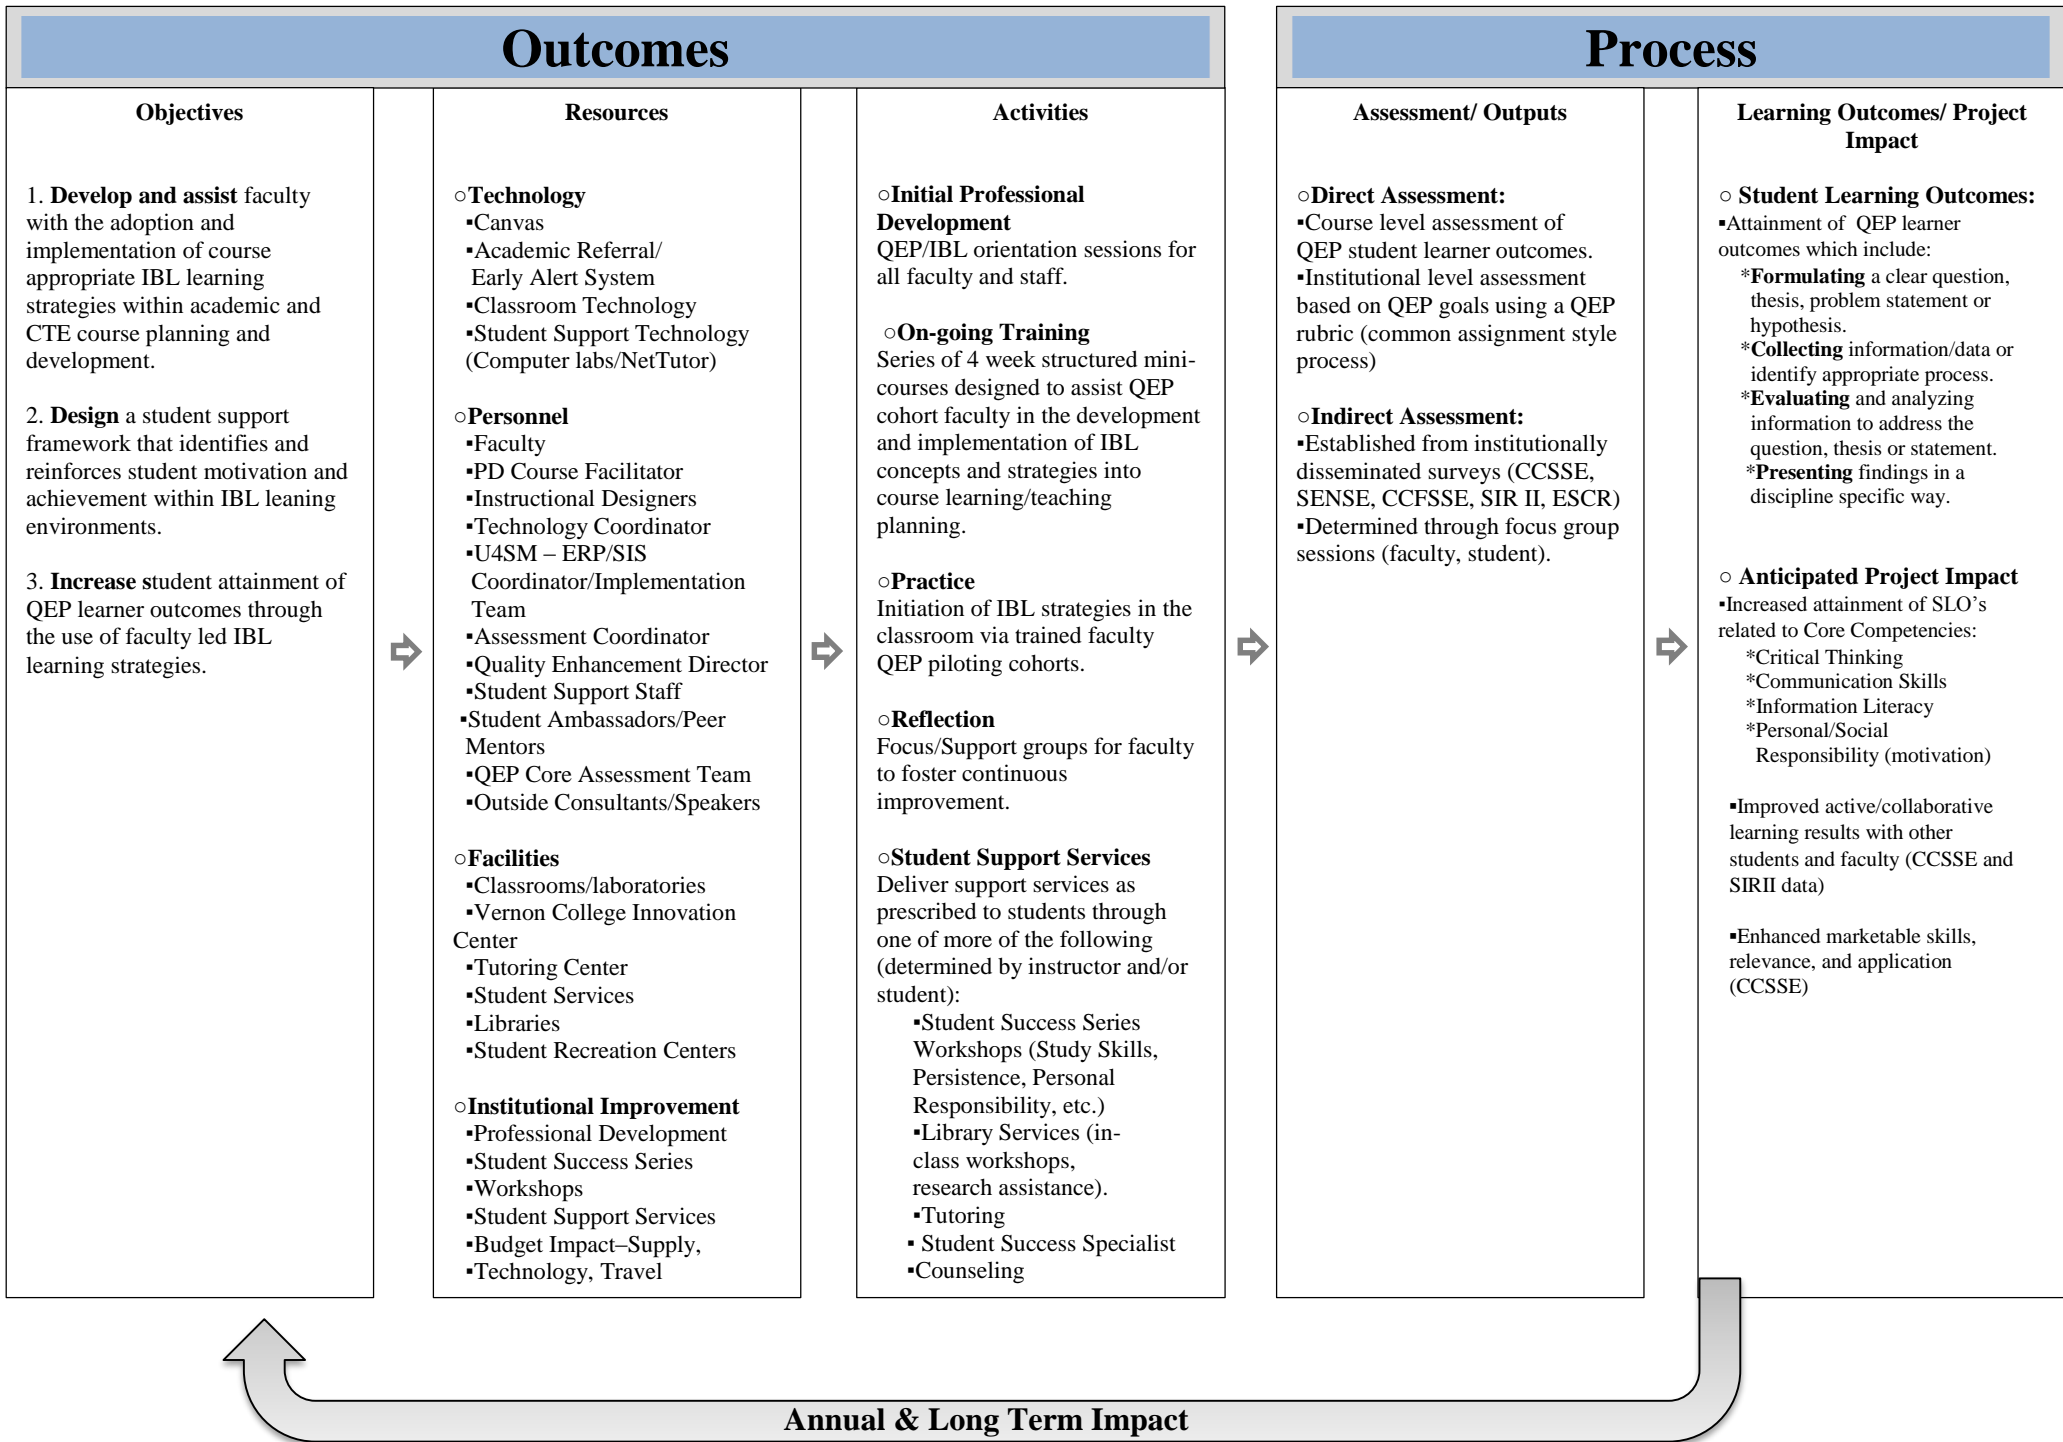 Outcomes
Process
Objectives
1. Develop and assist faculty
with the adoption and
implementation of course
appropriate IBL learning
strategies within academic and
CTE course planning and
development.
2. Design a student support
framework that identifies and
reinforces student motivation and
achievement within IBL leaning
environments.
3. Increase student attainment of
QEP learner outcomes through
the use of faculty led IBL
learning strategies.
Resources
○Technology
▪Canvas
▪Academic Referral/
Early Alert System
▪Classroom Technology
▪Student Support Technology
(Computer labs/NetTutor)
○Personnel
▪Faculty
▪PD Course Facilitator
▪Instructional Designers
▪Technology Coordinator
▪U4SM – ERP/SIS
Coordinator/Implementation
Team
▪Assessment Coordinator
▪Quality Enhancement Director
▪Student Support Staff
▪Student Ambassadors/Peer
Mentors
▪QEP Core Assessment Team
▪Outside Consultants/Speakers
○Facilities
▪Classrooms/laboratories
▪Vernon College Innovation
Center
▪Tutoring Center
▪Student Services
▪Libraries
▪Student Recreation Centers
○Institutional Improvement
▪Professional Development
▪Student Success Series
▪Workshops
▪Student Support Services
▪Budget Impact–Supply,
▪Technology, Travel
Activities
○Initial Professional
Development
QEP/IBL orientation sessions for
all faculty and staff.
○On-going Training
Series of 4 week structured mini-
courses designed to assist QEP
cohort faculty in the development
and implementation of IBL
concepts and strategies into
course learning/teaching
planning.
○Practice
Initiation of IBL strategies in the
classroom via trained faculty
QEP piloting cohorts.
○Reflection
Focus/Support groups for faculty
to foster continuous
improvement.
○Student Support Services
Deliver support services as
prescribed to students through
one of more of the following
(determined by instructor and/or
student):
▪Student Success Series
Workshops (Study Skills,
Persistence, Personal
Responsibility, etc.)
▪Library Services (in-
class workshops,
research assistance).
▪Tutoring
▪ Student Success Specialist
▪Counseling
Assessment/ Outputs
○Direct Assessment:
▪Course level assessment of
QEP student learner outcomes.
▪Institutional level assessment
based on QEP goals using a QEP
rubric (common assignment style
process)
○Indirect Assessment:
▪Established from institutionally
disseminated surveys (CCSSE,
SENSE, CCFSSE, SIR II, ESCR)
▪Determined through focus group
sessions (faculty, student).
Learning Outcomes/ Project
Impact
○ Student Learning Outcomes:
▪Attainment of QEP learner
outcomes which include:
*Formulating a clear question,
thesis, problem statement or
hypothesis.
*Collecting information/data or
identify appropriate process.
*Evaluating and analyzing
information to address the
question, thesis or statement.
*Presenting findings in a
discipline specific way.
○ Anticipated Project Impact
▪Increased attainment of SLO’s
related to Core Competencies:
*Critical Thinking
*Communication Skills
*Information Literacy
*Personal/Social
Responsibility (motivation)
▪Improved active/collaborative
learning results with other
students and faculty (CCSSE and
SIRII data)
▪Enhanced marketable skills,
relevance, and application
(CCSSE)
Annual & Long Term Impact